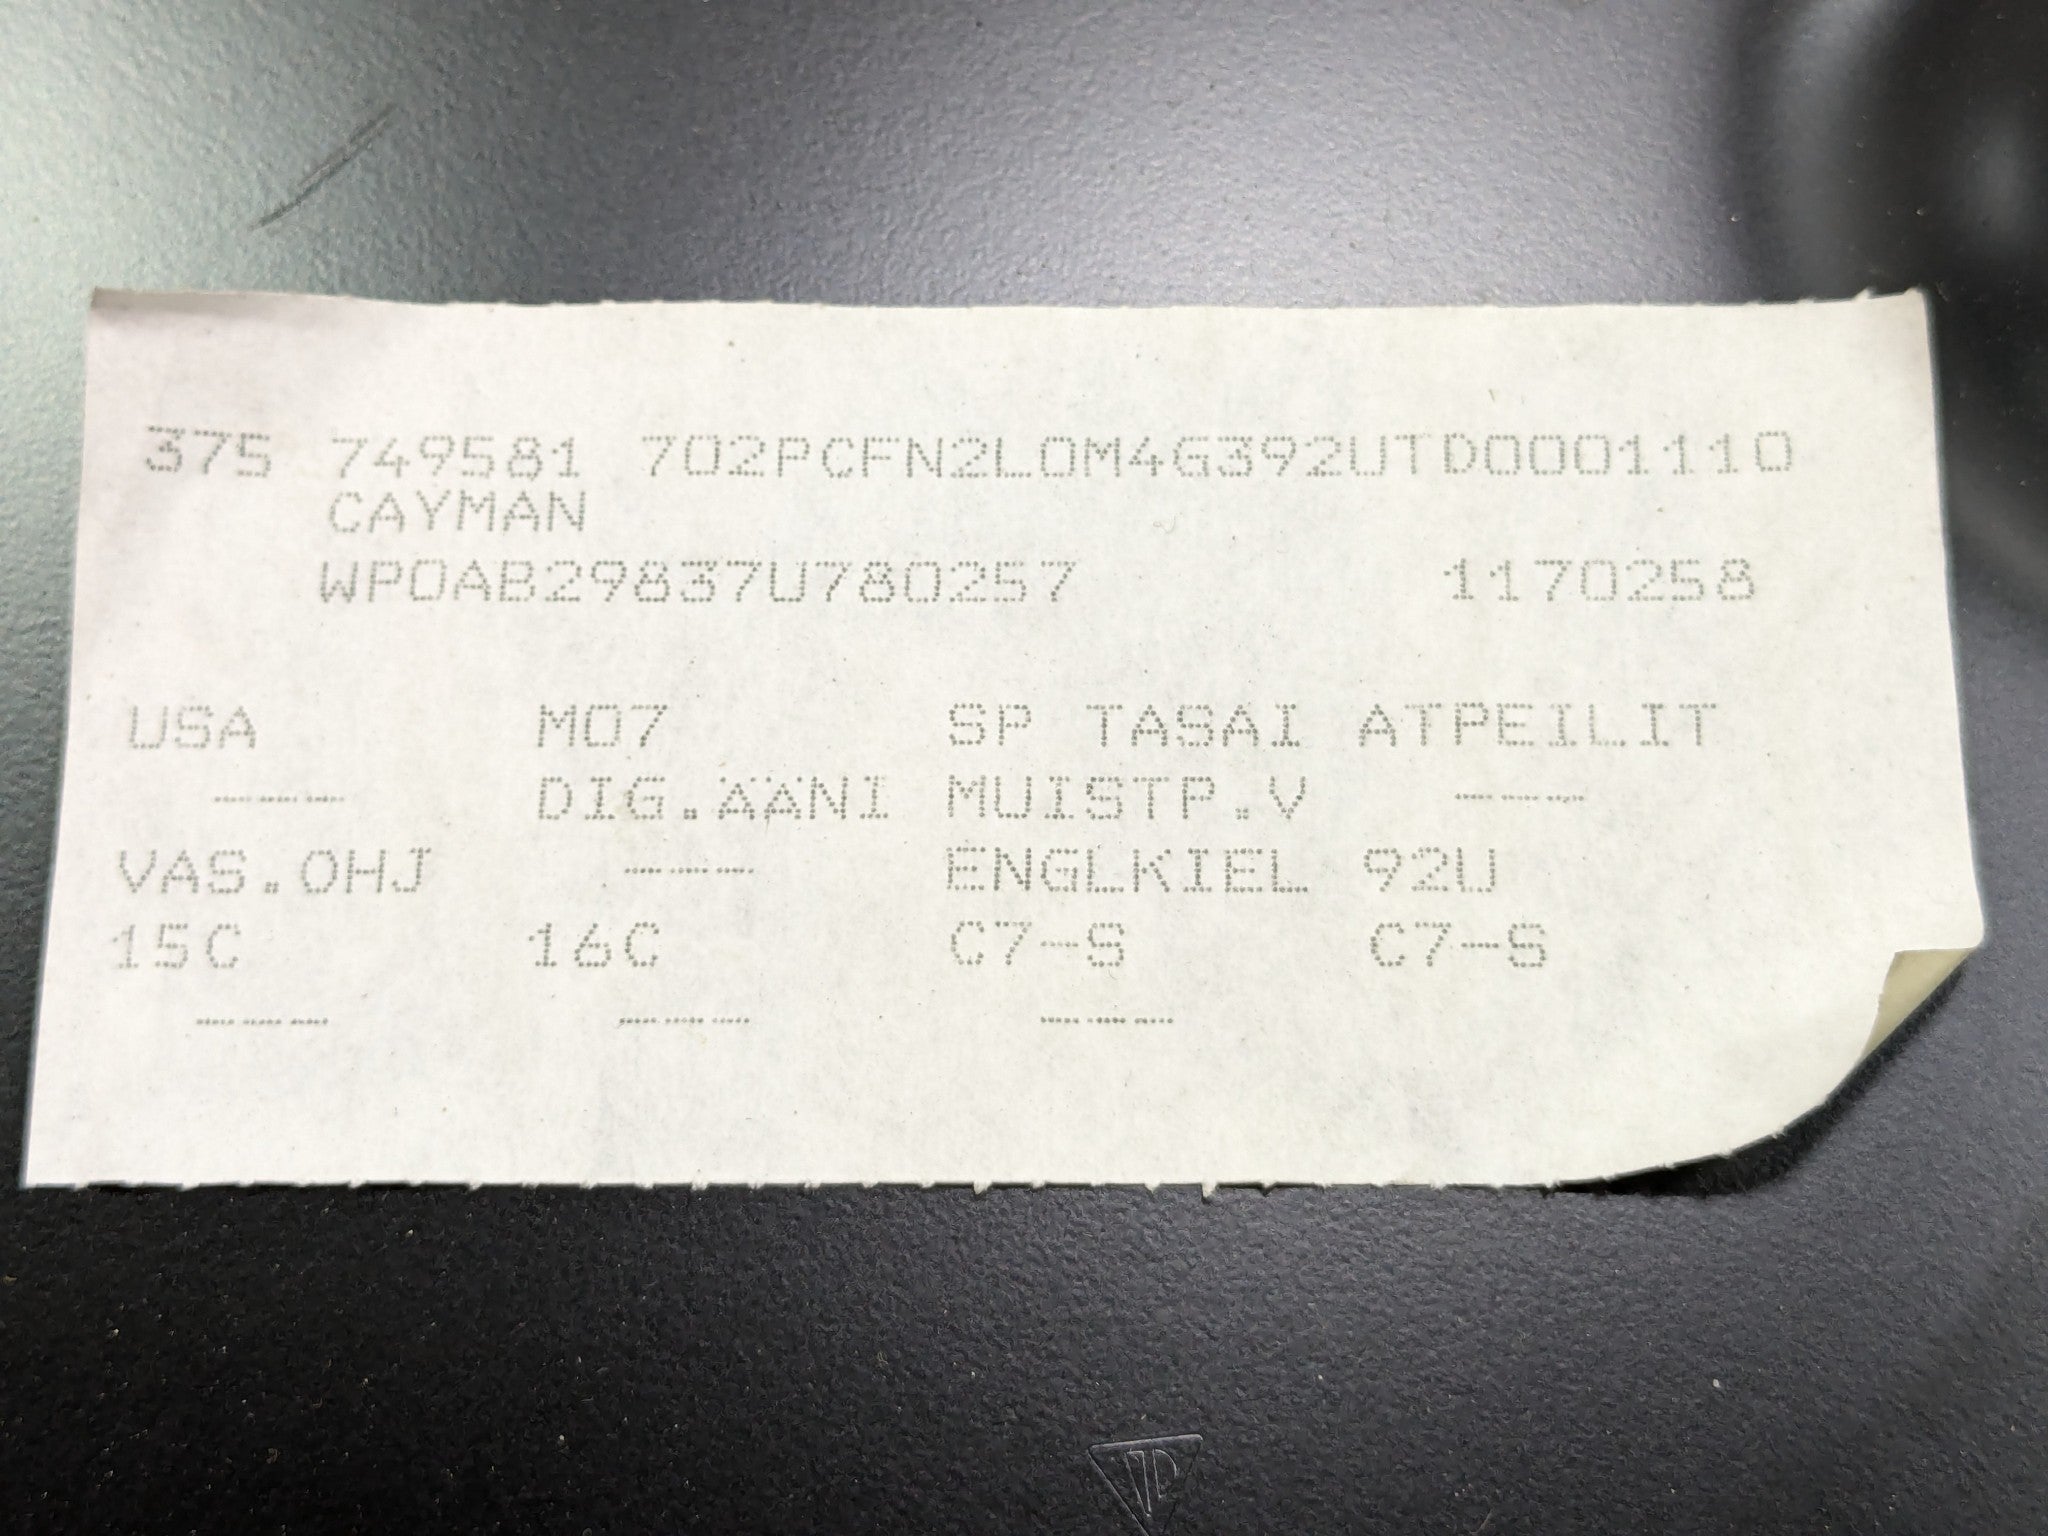 375 749581 702PCFN2L0M4G392UTD0001110
CAYMAN
WP0AB29837U780257 1170258
USA M07 SP TASAI ATPEILIT
--- DIG.ÄÄNI MUISTP.V ---
VAS.OHJ --- ENGLKIEL 92U
15C 16C C7-S C7-S
--- --- ---